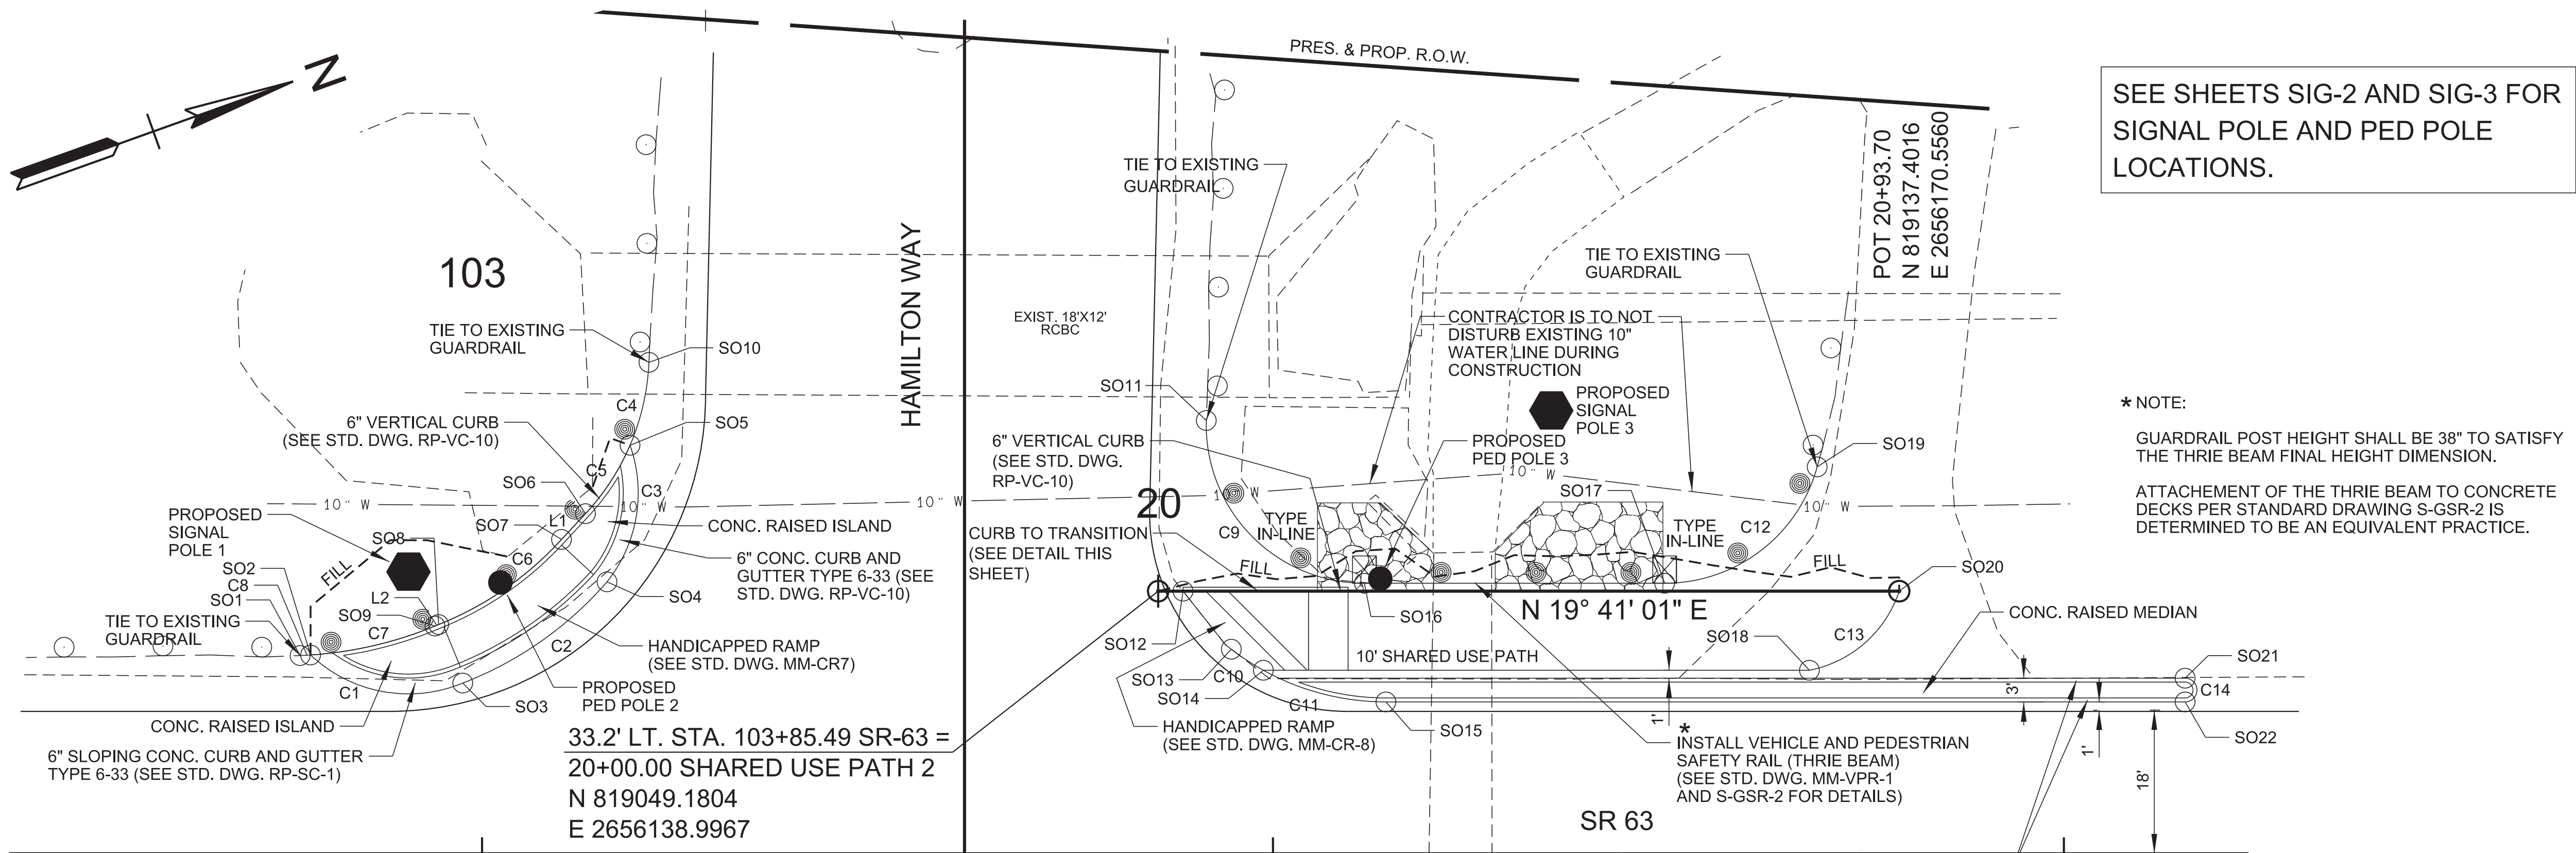 N
PRES. & PROP. R.O.W.
SEE SHEETS SIG-2 AND SIG-3 FOR
SIGNAL POLE AND PED POLE
LOCATIONS.
POT 20+93.70
N 819137.4016
E 2656170.5560
TIE TO EXISTING
GUARDRAIL
103
HAMILTON WAY
EXIST. 18'X12'
RCBC
TIE TO EXISTING
GUARDRAIL
TIE TO EXISTING
GUARDRAIL
SO10
CONTRACTOR IS TO NOT
DISTURB EXISTING 10"
WATER LINE DURING
CONSTRUCTION
PROPOSED
SIGNAL
POLE 3
SO11
* NOTE:
GUARDRAIL POST HEIGHT SHALL BE 38" TO SATISFY
THE THRIE BEAM FINAL HEIGHT DIMENSION.
ATTACHEMENT OF THE THRIE BEAM TO CONCRETE
DECKS PER STANDARD DRAWING S-GSR-2 IS
DETERMINED TO BE AN EQUIVALENT PRACTICE.
C4
SO5
6" VERTICAL CURB
(SEE STD. DWG. RP-VC-10)
C5
SO6
C3
6" VERTICAL CURB
(SEE STD. DWG.
RP-VC-10)
PROPOSED
PED POLE 3
SO19
10" W
10" W
10" W
10" W
10" W
10" W
20
SO17
PROPOSED
SIGNAL
POLE 1
SO7
L1
CONC. RAISED ISLAND
SO8
C6
6" CONC. CURB AND
GUTTER TYPE 6-33 (SEE
STD. DWG. RP-VC-10)
CURB TO TRANSITION
(SEE DETAIL THIS
SHEET)
C9
TYPE
IN-LINE
TYPE
IN-LINE
C12
FILL
FILL
FILL
SO2
C8
SO1
TIE TO EXISTING
GUARDRAIL
L2
SO9
C7
SO4
SO20
N 19° 41' 01" E
SO16
CONC. RAISED MEDIAN
SO12
SO18
C13
HANDICAPPED RAMP
(SEE STD. DWG. MM-CR7)
C2
10' SHARED USE PATH
SO13
C10
SO14
C11
SO21
C14
3'
C1
PROPOSED
PED POLE 2
SO3
CONC. RAISED ISLAND
6" SLOPING CONC. CURB AND GUTTER
TYPE 6-33 (SEE STD. DWG. RP-SC-1)
33.2' LT. STA. 103+85.49 SR-63 =
20+00.00 SHARED USE PATH 2
N 819049.1804
E 2656138.9967
HANDICAPPED RAMP
(SEE STD. DWG. MM-CR-8)
SO15
1'
*
INSTALL VEHICLE AND PEDESTRIAN
SAFETY RAIL (THRIE BEAM)
(SEE STD. DWG. MM-VPR-1
AND S-GSR-2 FOR DETAILS)
SO22
1'
18'
SR 63